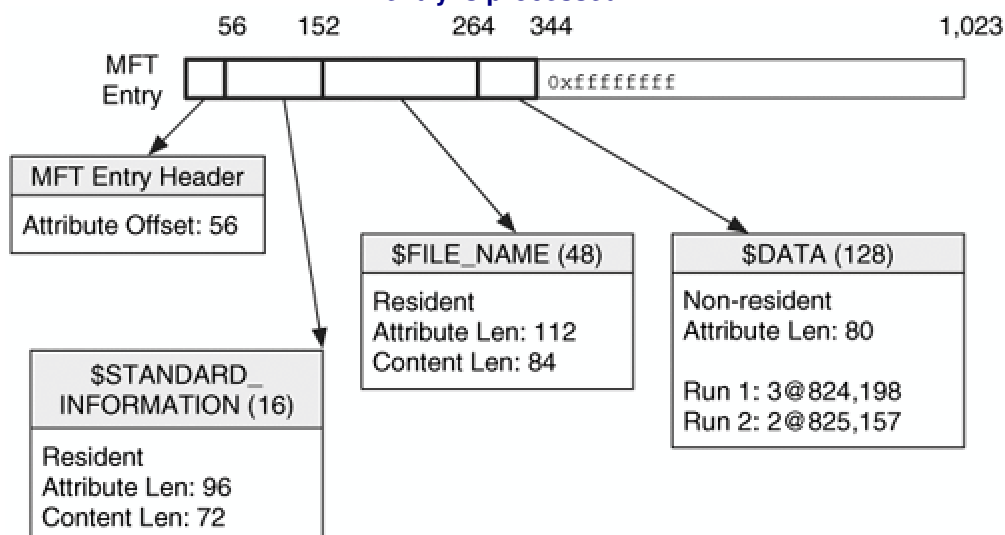 56 152 264 344 1,023
MFT
Entry
0xffffffff
MFT Entry Header
Attribute Offset: 56
$FILE_NAME (48)
Resident
Attribute Len: 112
Content Len: 84
$DATA (128)
Non-resident
Attribute Len: 80
Run 1: 3@824,198
Run 2: 2@825,157
$STANDARD_
INFORMATION (16)
Resident
Attribute Len: 96
Content Len: 72